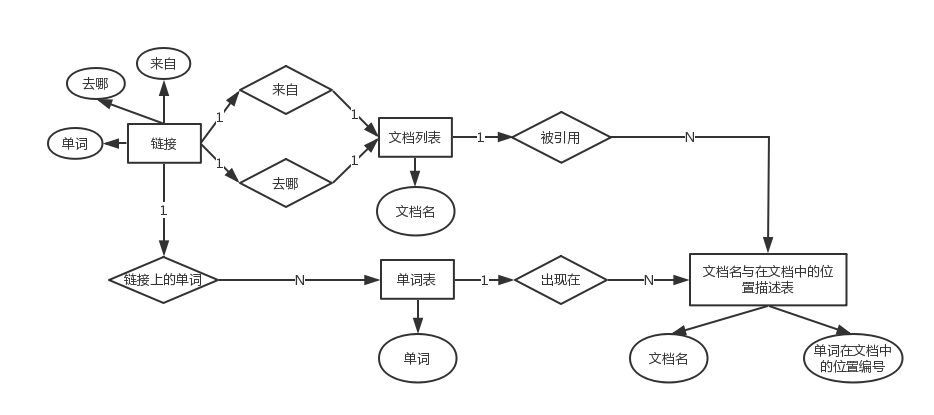 来自
去哪
来自
1
1
文档列表
1
被引用
N
单词
链接
1
1
去哪
文档名
1
链接上的单词
N
单词表
1
出现在
N
文档名与在文档中的位
置描述表
单词
文档名
单词在文档中
的位置编号